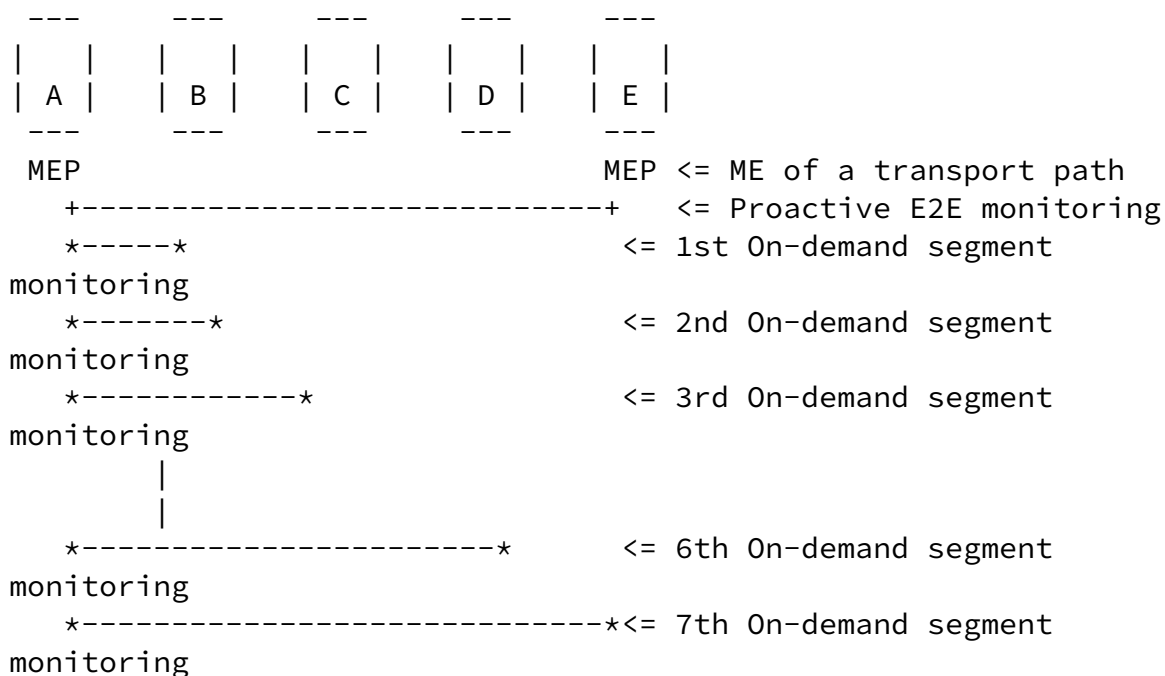 ---     ---     ---     ---     ---
|   |   |   |   |   |   |   |   |   |
| A |   | B |   | C |   | D |   | E |
 ---     ---     ---     ---     ---
 MEP                             MEP <= ME of a transport path
   +-----------------------------+   <= Proactive E2E monitoring
   *-----*                        <= 1st On-demand segment
monitoring
   *-------*                      <= 2nd On-demand segment
monitoring
   *------------*                 <= 3rd On-demand segment
monitoring
        |
        |
   *-----------------------*      <= 6th On-demand segment
monitoring
   *-----------------------------*<= 7th On-demand segment
monitoring